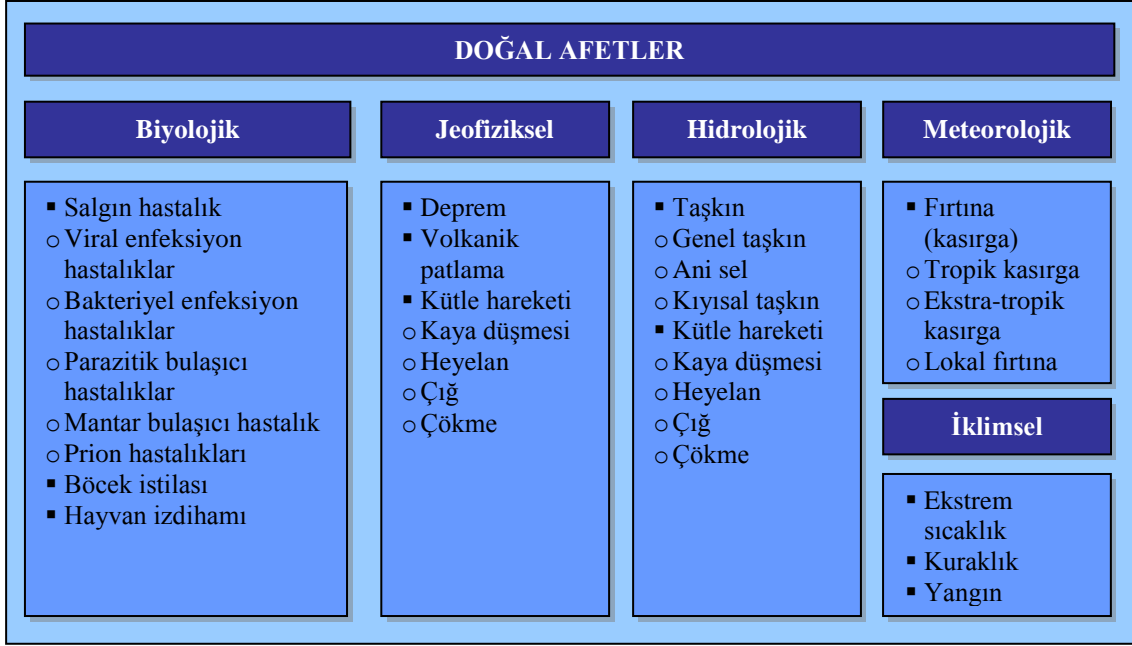 DOĞAL AFETLER
Biyolojik
▪ Salgın hastalık
o Viral enfeksiyon
hastalıklar
o Bakteriyel enfeksiyon
hastalıklar
o Parazitik bulaşıcı
hastalıklar
o Mantar bulaşıcı hastalık
o Prion hastalıkları
▪ Böcek istilası
▪ Hayvan izdihamı
Jeofiziksel
▪ Deprem
▪ Volkanik
patlama
▪ Kütle hareketi
o Kaya düşmesi
o Heyelan
o Çığ
o Çökme
Hidrolojik
▪ Taşkın
o Genel taşkın
o Ani sel
o Kıyısal taşkın
▪ Kütle hareketi
o Kaya düşmesi
o Heyelan
o Çığ
o Çökme
Meteorolojik
▪ Fırtına
(kasırga)
o Tropik kasırga
o Ekstra-tropik
kasırga
o Lokal fırtına
İklimsel
▪ Ekstrem
sıcaklık
▪ Kuraklık
▪ Yangın